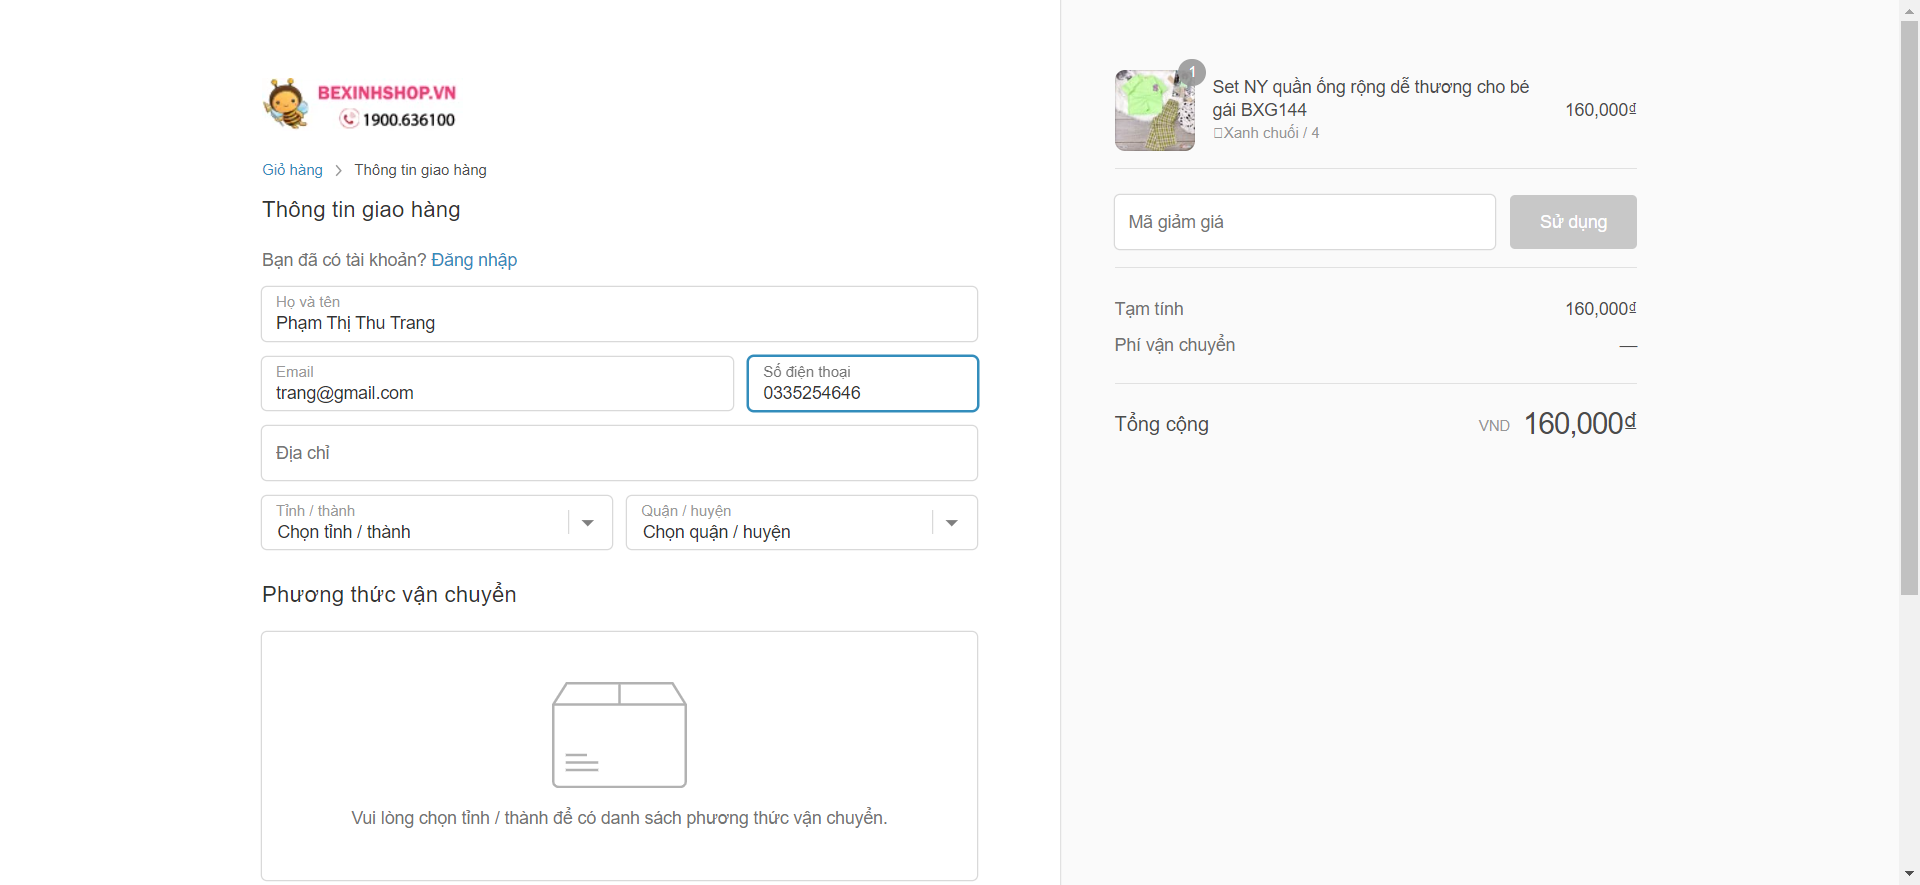 BEXINHSHOP.VN
1900.636100
Giỏ hàng > Thông tin giao hàng
Thông tin giao hàng
Bạn đã có tài khoản? Đăng nhập
Họ và tên
Phạm Thị Thu Trang
Email
trang@gmail.com
Số điện thoại
0335254646
Địa chỉ
Tỉnh / thành
Chọn tỉnh / thành
Quận / huyện
Chọn quận / huyện
Phương thức vận chuyển
Vui lòng chọn tỉnh / thành để có danh sách phương thức vận chuyển.
1
Set NY quần ống rộng dễ thương cho bé
gái BXG144
Xanh chuối / 4
160,000₫
Mã giảm giá
Sử dụng
Tạm tính 160,000₫
Phí vận chuyển —
Tổng cộng VND 160,000₫